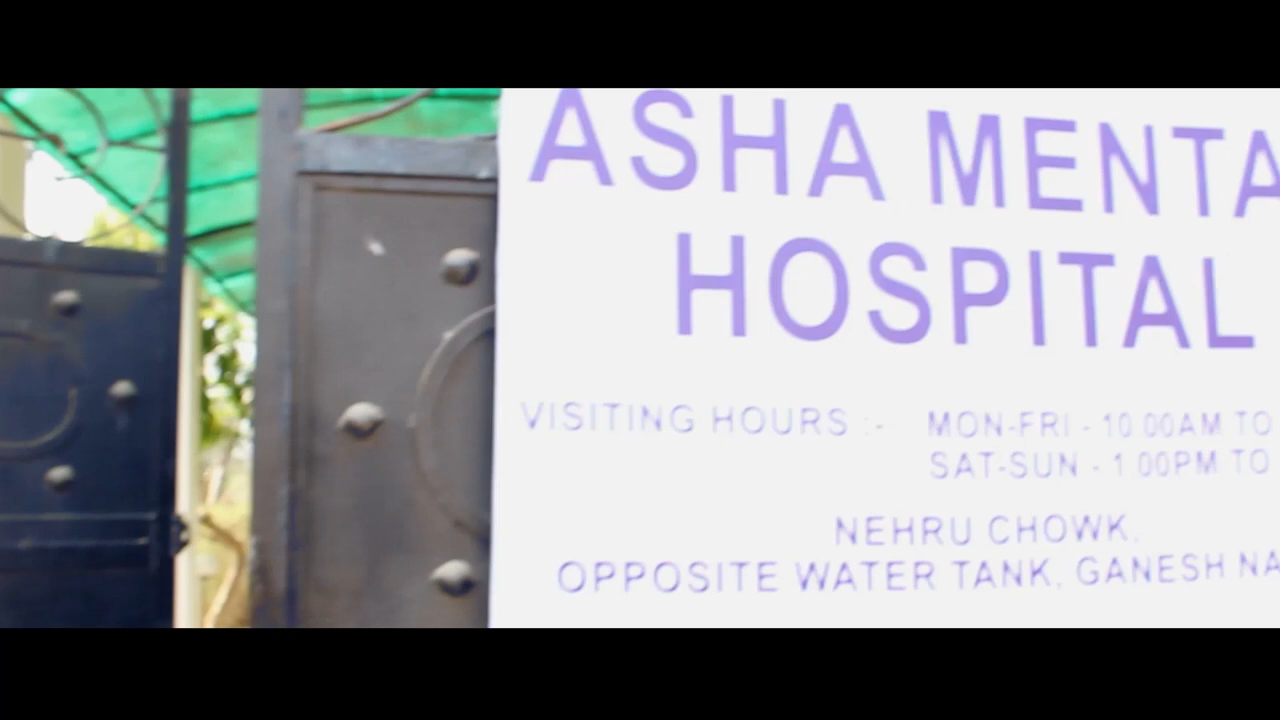 ASHA MENTA
HOSPITAL
VISITING HOURS :- MON-FRI - 10 00AM TO
SAT-SUN - 1 00PM TO
NEHRU CHOWK,
OPPOSITE WATER TANK, GANESH NA